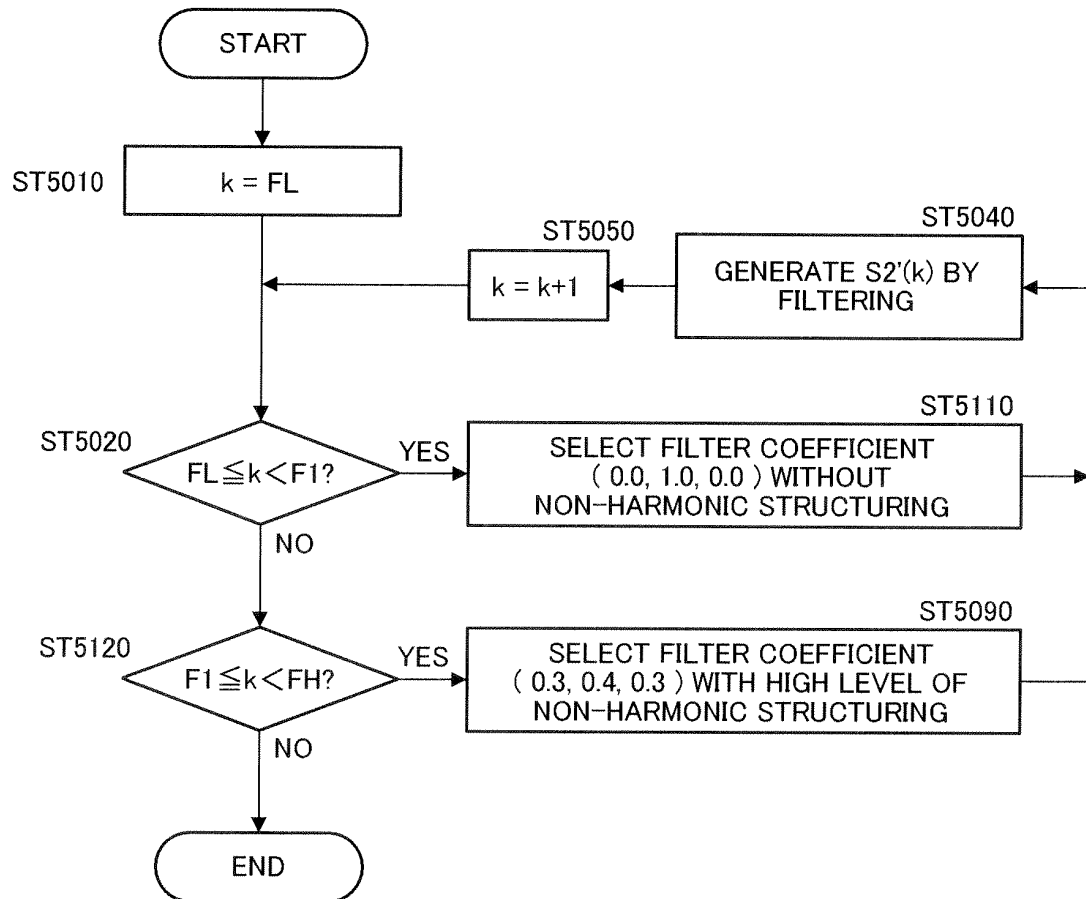 START
ST5010
k = FL
ST5050
k = k+1
ST5040
GENERATE S2'(k) BY
FILTERING
ST5020
FL≦k<F1?
YES
NO
ST5110
SELECT FILTER COEFFICIENT
( 0.0, 1.0, 0.0 ) WITHOUT
NON-HARMONIC STRUCTURING
ST5120
F1≦k<FH?
YES
NO
ST5090
SELECT FILTER COEFFICIENT
( 0.3, 0.4, 0.3 ) WITH HIGH LEVEL OF
NON-HARMONIC STRUCTURING
END